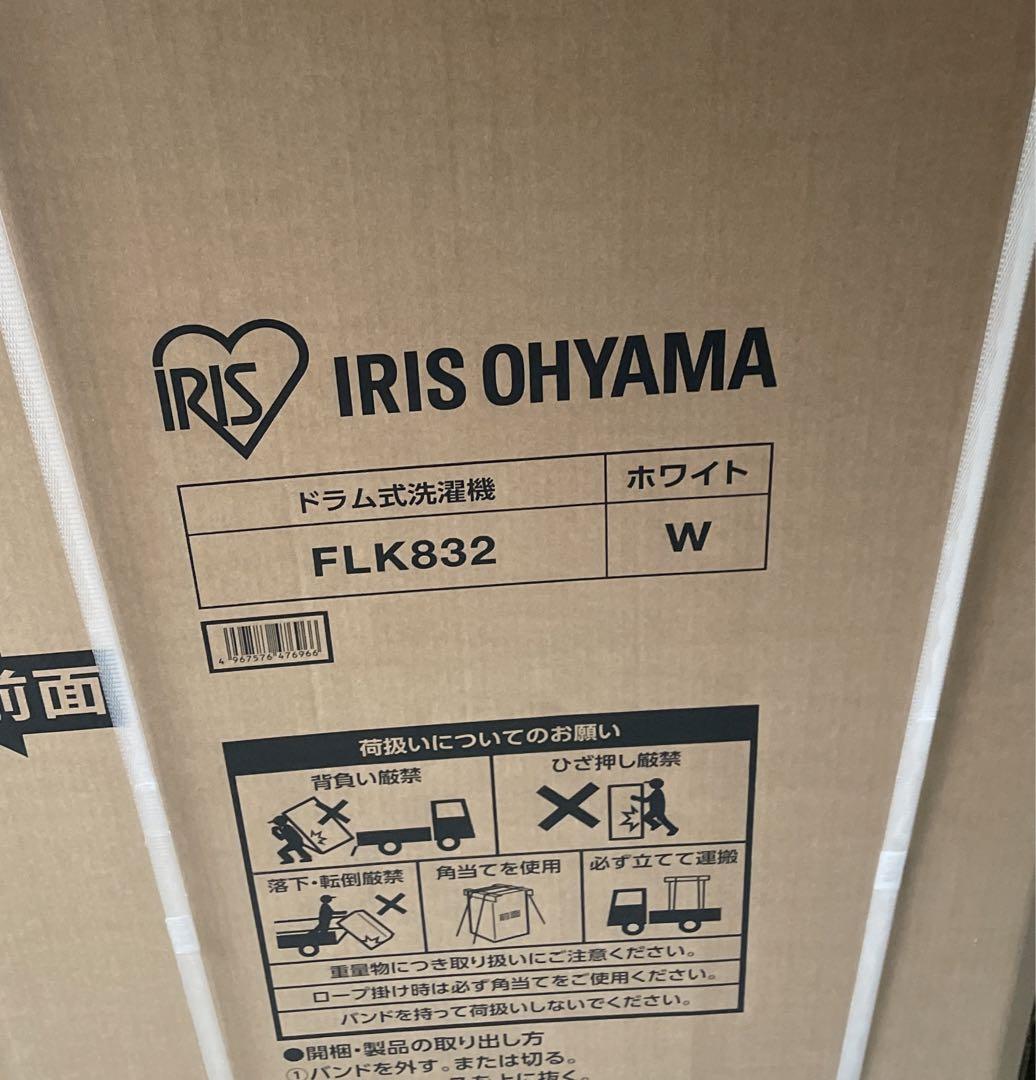 IRIS
IRIS OHYAMA
ドラム式洗濯機
ホワイト
FLK832
W
4 967576 476966
前面
荷扱いについてのお願い
背負い厳禁
ひざ押し厳禁
落下・転倒厳禁
角当てを使用
前面
必ず立てて運搬
重量物につき取り扱いにご注意ください。
ロープ掛け時は必ず角当てをご使用ください。
バンドを持って荷扱いしないでください。
●開梱・製品の取り出し方
①バンドを外す。または切る。